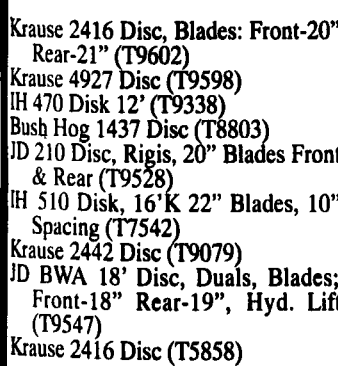 Krause 2416 Disc, Blades: Front-20"
Rear-21" (T9602)
Krause 4927 Disc (T9598)
IH 470 Disk 12' (T9338)
Bush Hog 1437 Disc (T8803)
JD 210 Disc, Rigis, 20" Blades Front
& Rear (T9528)
IH 510 Disk, 16'K 22" Blades, 10"
Spacing (T7542)
Krause 2442 Disc (T9079)
JD BWA 18' Disc, Duals, Blades;
Front-18" Rear-19", Hyd. Lift
(T9547)
Krause 2416 Disc (T5858)